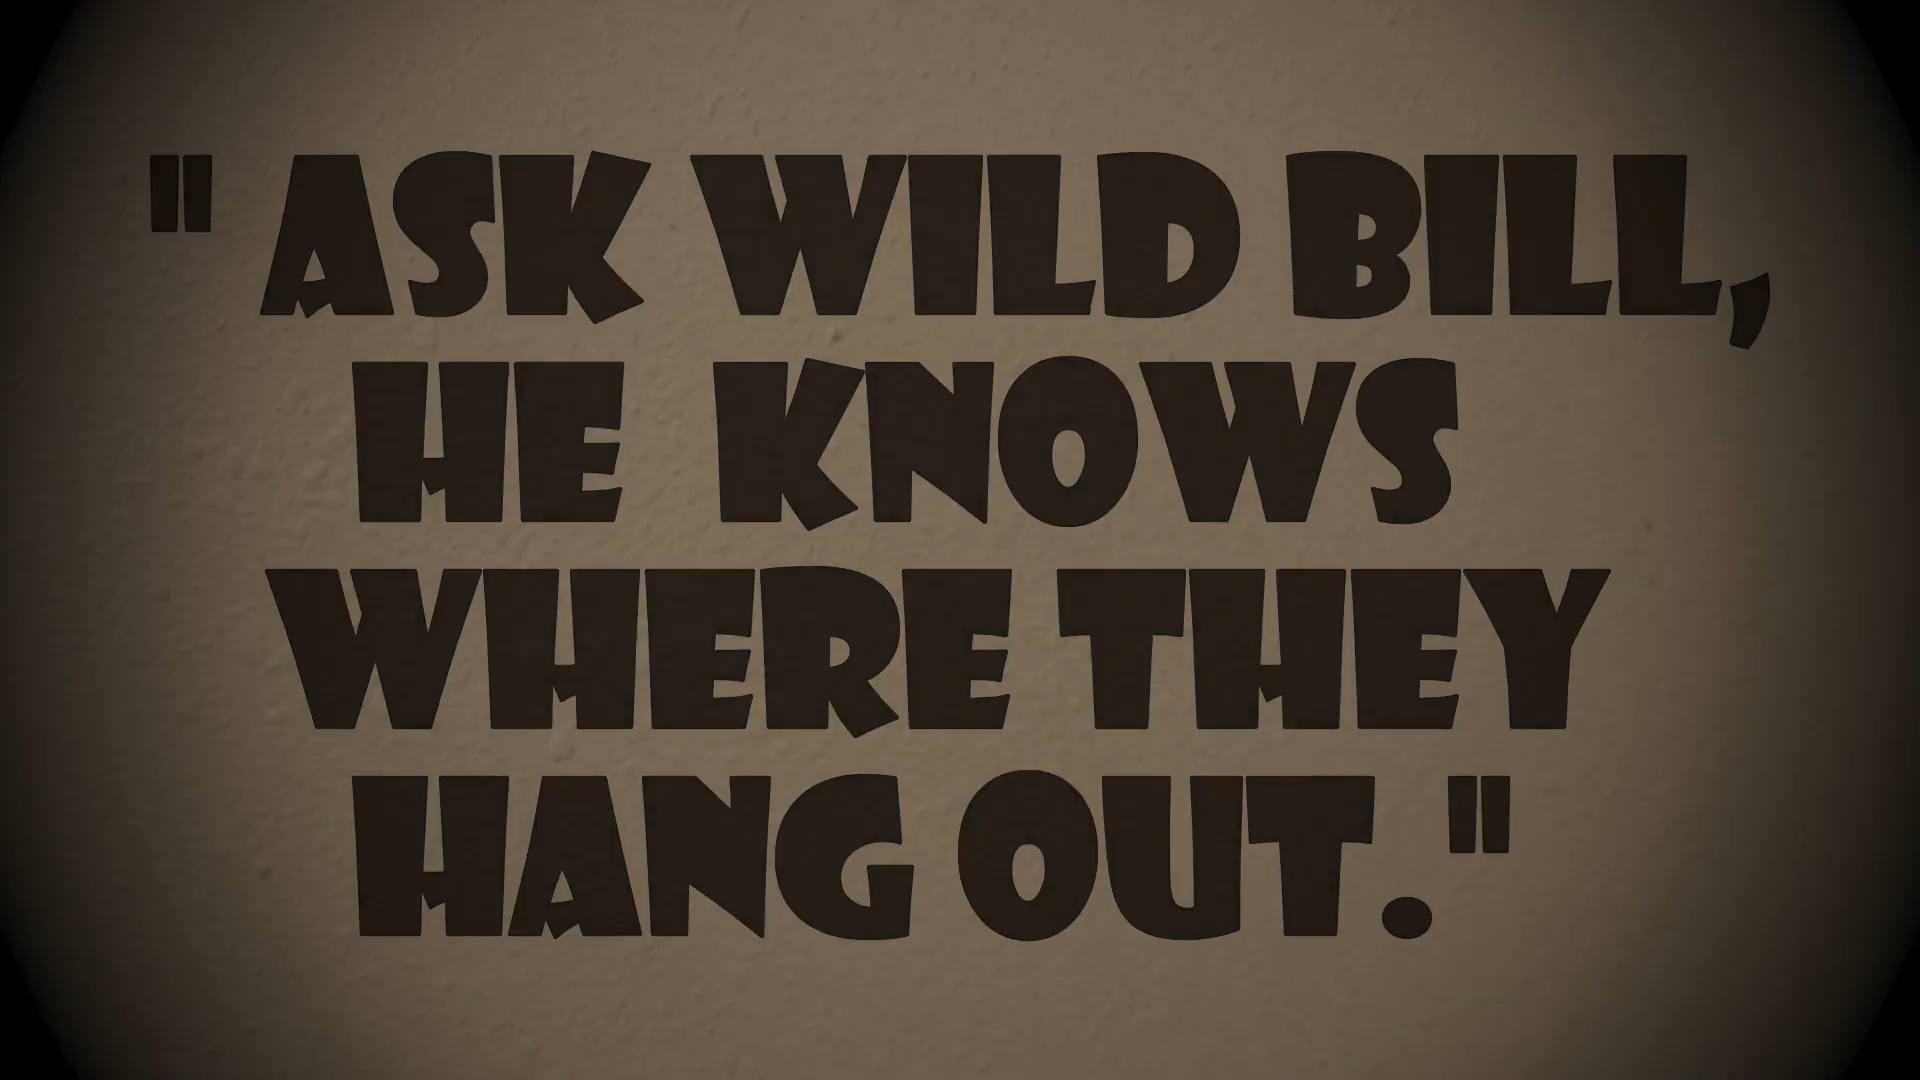 " ASK WILD BILL,
HE KNOWS
WHERE THEY
HANG OUT."